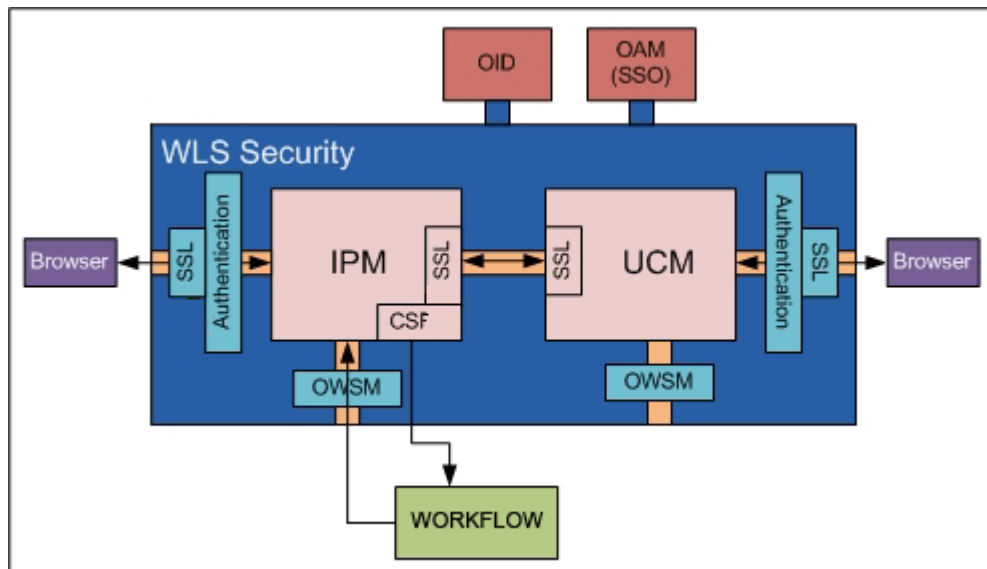 OID
OAM
(SSO)
WLS Security
Browser
SSL
Authentication
IPM
SSL
CSF
OWSM
SSL
UCM
OWSM
Authentication
SSL
Browser
WORKFLOW